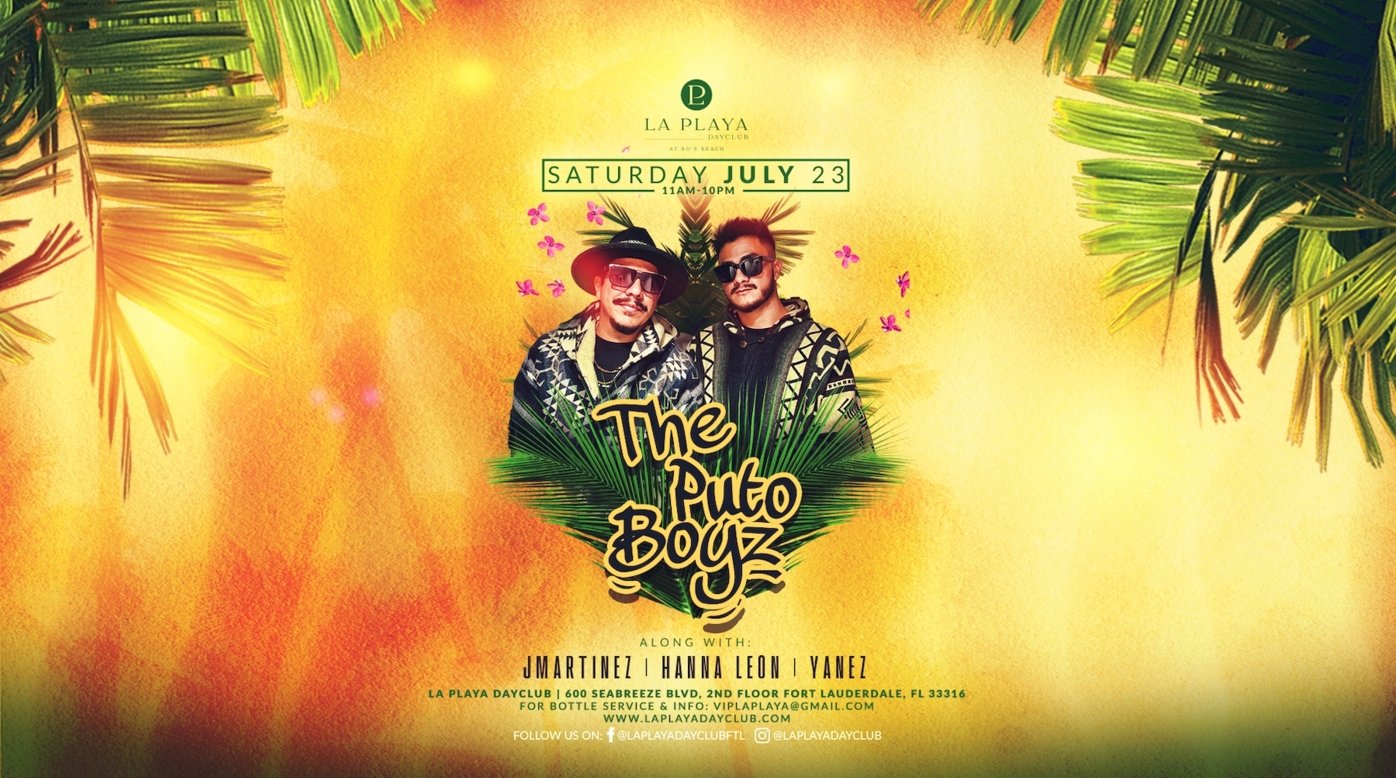 LA PLAYA
DAYCLUB
AT BO'S BEACH
SATURDAY JULY 23
11AM-10PM
The
Puto
Boyz
ALONG WITH:
JMARTINEZ | HANNA LEON | YANEZ
LA PLAYA DAYCLUB | 600 SEABREEZE BLVD, 2ND FLOOR FORT LAUDERDALE, FL 33316
FOR BOTTLE SERVICE & INFO: VIPLAPLAYA@GMAIL.COM
WWW.LAPLAYADAYCLUB.COM
FOLLOW US ON: @LAPLAYADAYCLUBFTL @LAPLAYADAYCLUB